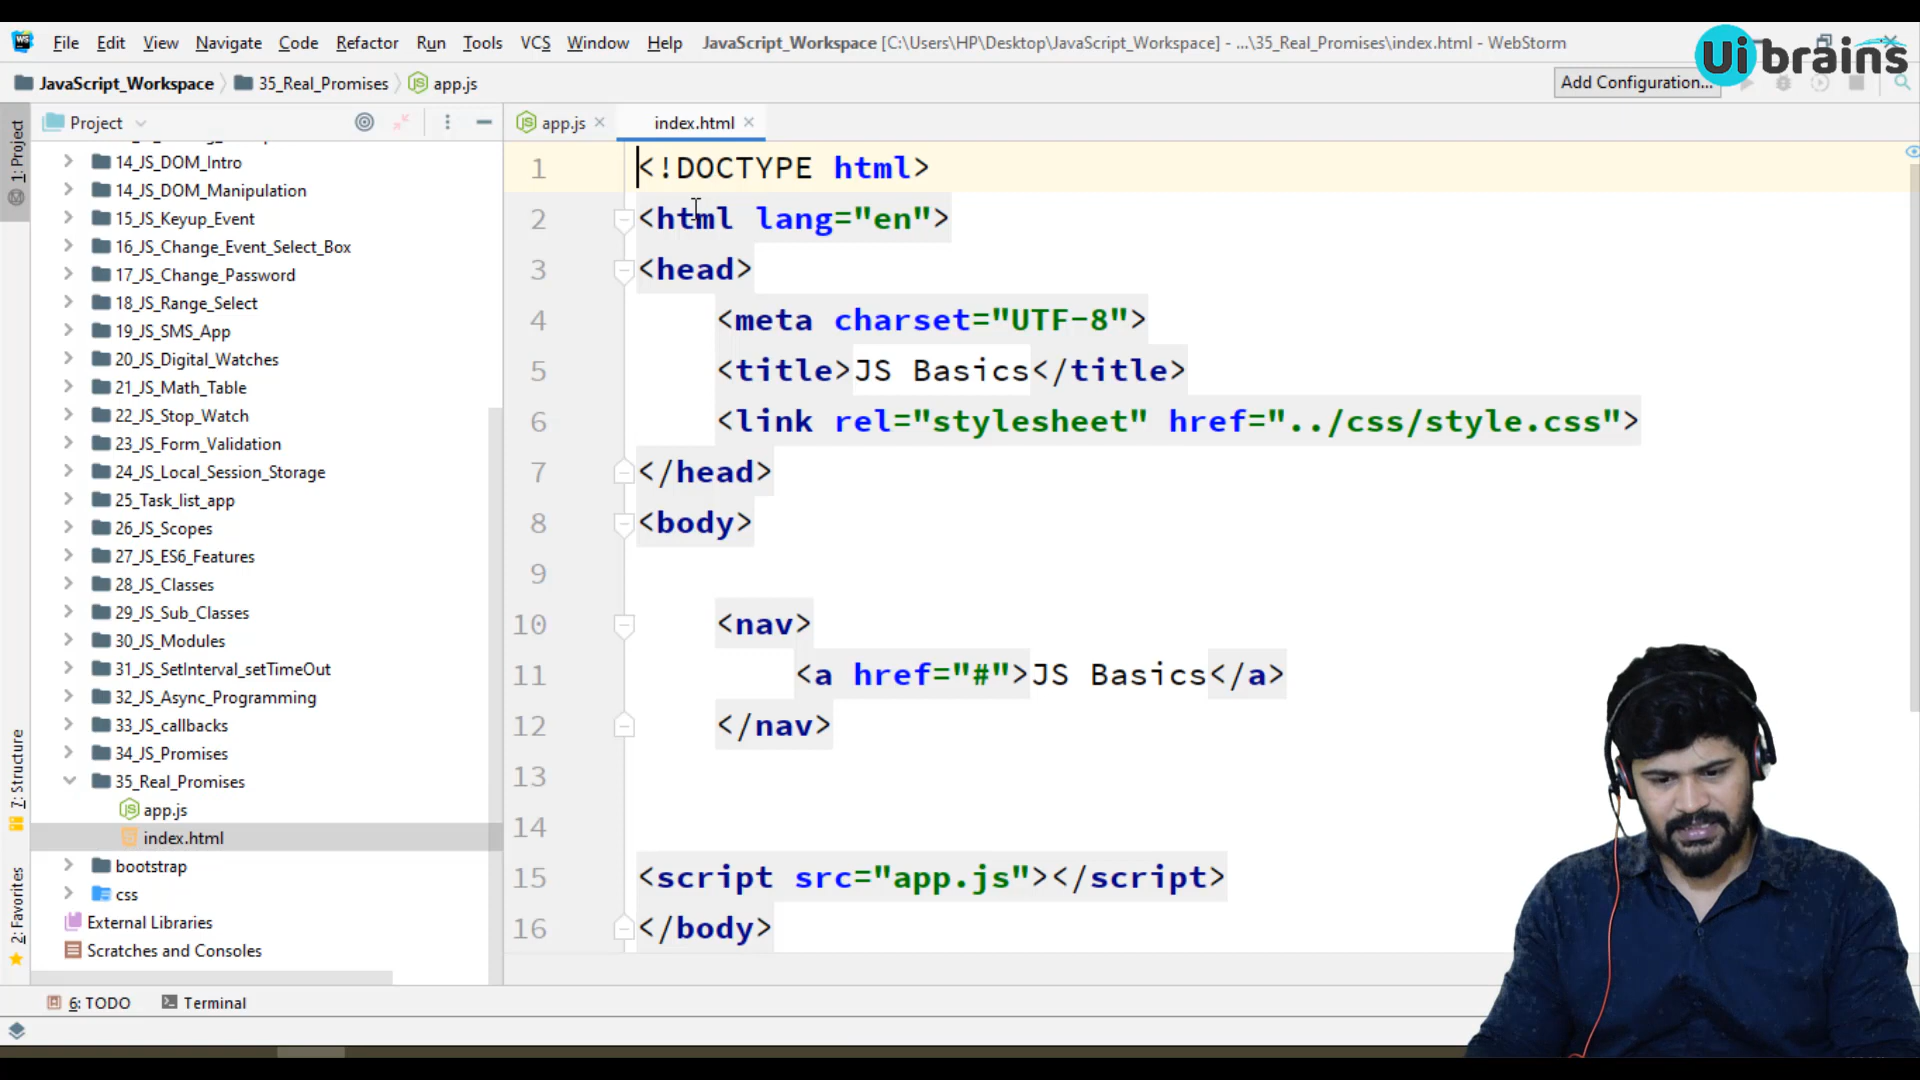 File Edit View Navigate Code Refactor Run Tools VCS Window Help JavaScript_Workspace [C:\Users\HP\Desktop\JavaScript_Workspace] - ...\35_Real_Promises\index.html - WebStorm
Ui brains
JavaScript_Workspace 35_Real_Promises app.js
Add Configuration...
Project
app.js
index.html
1: Project
7: Structure
2: Favorites
14_JS_DOM_Intro
14_JS_DOM_Manipulation
15_JS_Keyup_Event
16_JS_Change_Event_Select_Box
17_JS_Change_Password
18_JS_Range_Select
19_JS_SMS_App
20_JS_Digital_Watches
21_JS_Math_Table
22_JS_Stop_Watch
23_JS_Form_Validation
24_JS_Local_Session_Storage
25_Task_list_app
26_JS_Scopes
27_JS_ES6_Features
28_JS_Classes
29_JS_Sub_Classes
30_JS_Modules
31_JS_SetInterval_setTimeOut
32_JS_Async_Programming
33_JS_callbacks
34_JS_Promises
35_Real_Promises
app.js
index.html
bootstrap
css
External Libraries
Scratches and Consoles
1 <!DOCTYPE html>
2 <html lang="en">
3 <head>
4 <meta charset="UTF-8">
5 <title>JS Basics</title>
6 <link rel="stylesheet" href="../css/style.css">
7 </head>
8 <body>
9
10 <nav>
11 <a href="#">JS Basics</a>
12 </nav>
13
14
15 <script src="app.js"></script>
16 </body>
6: TODO Terminal